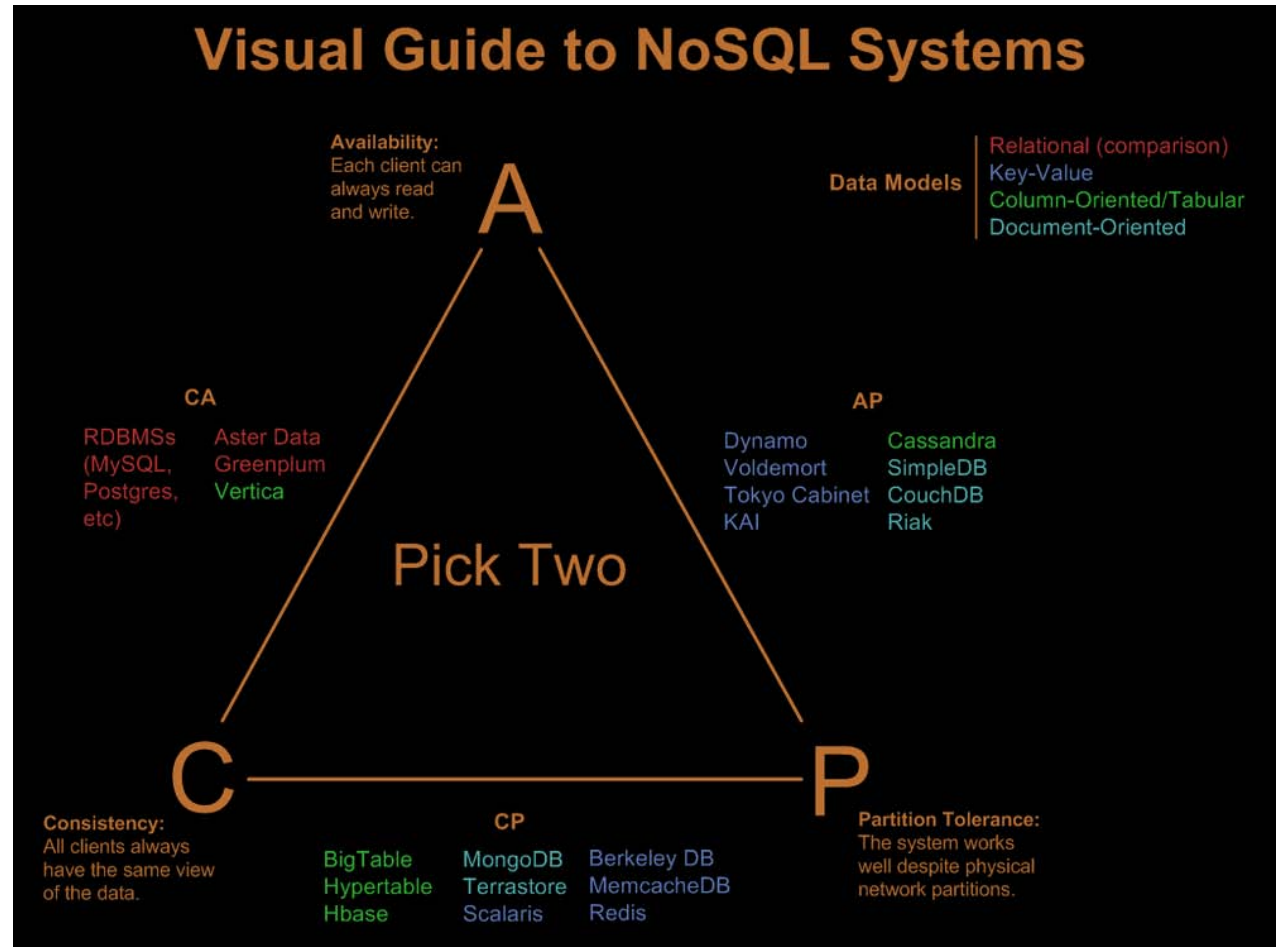 Visual Guide to NoSQL Systems
Availability:
Each client can
always read
and write.
A
Data Models
Relational (comparison)
Key-Value
Column-Oriented/Tabular
Document-Oriented
CA
RDBMSs
(MySQL,
Postgres,
etc)
Aster Data
Greenplum
Vertica
AP
Dynamo
Voldemort
Tokyo Cabinet
KAI
Cassandra
SimpleDB
CouchDB
Riak
Pick Two
C
P
Consistency:
All clients always
have the same view
of the data.
CP
BigTable
Hypertable
Hbase
MongoDB
Terrastore
Scalaris
Berkeley DB
MemcacheDB
Redis
Partition Tolerance:
The system works
well despite physical
network partitions.